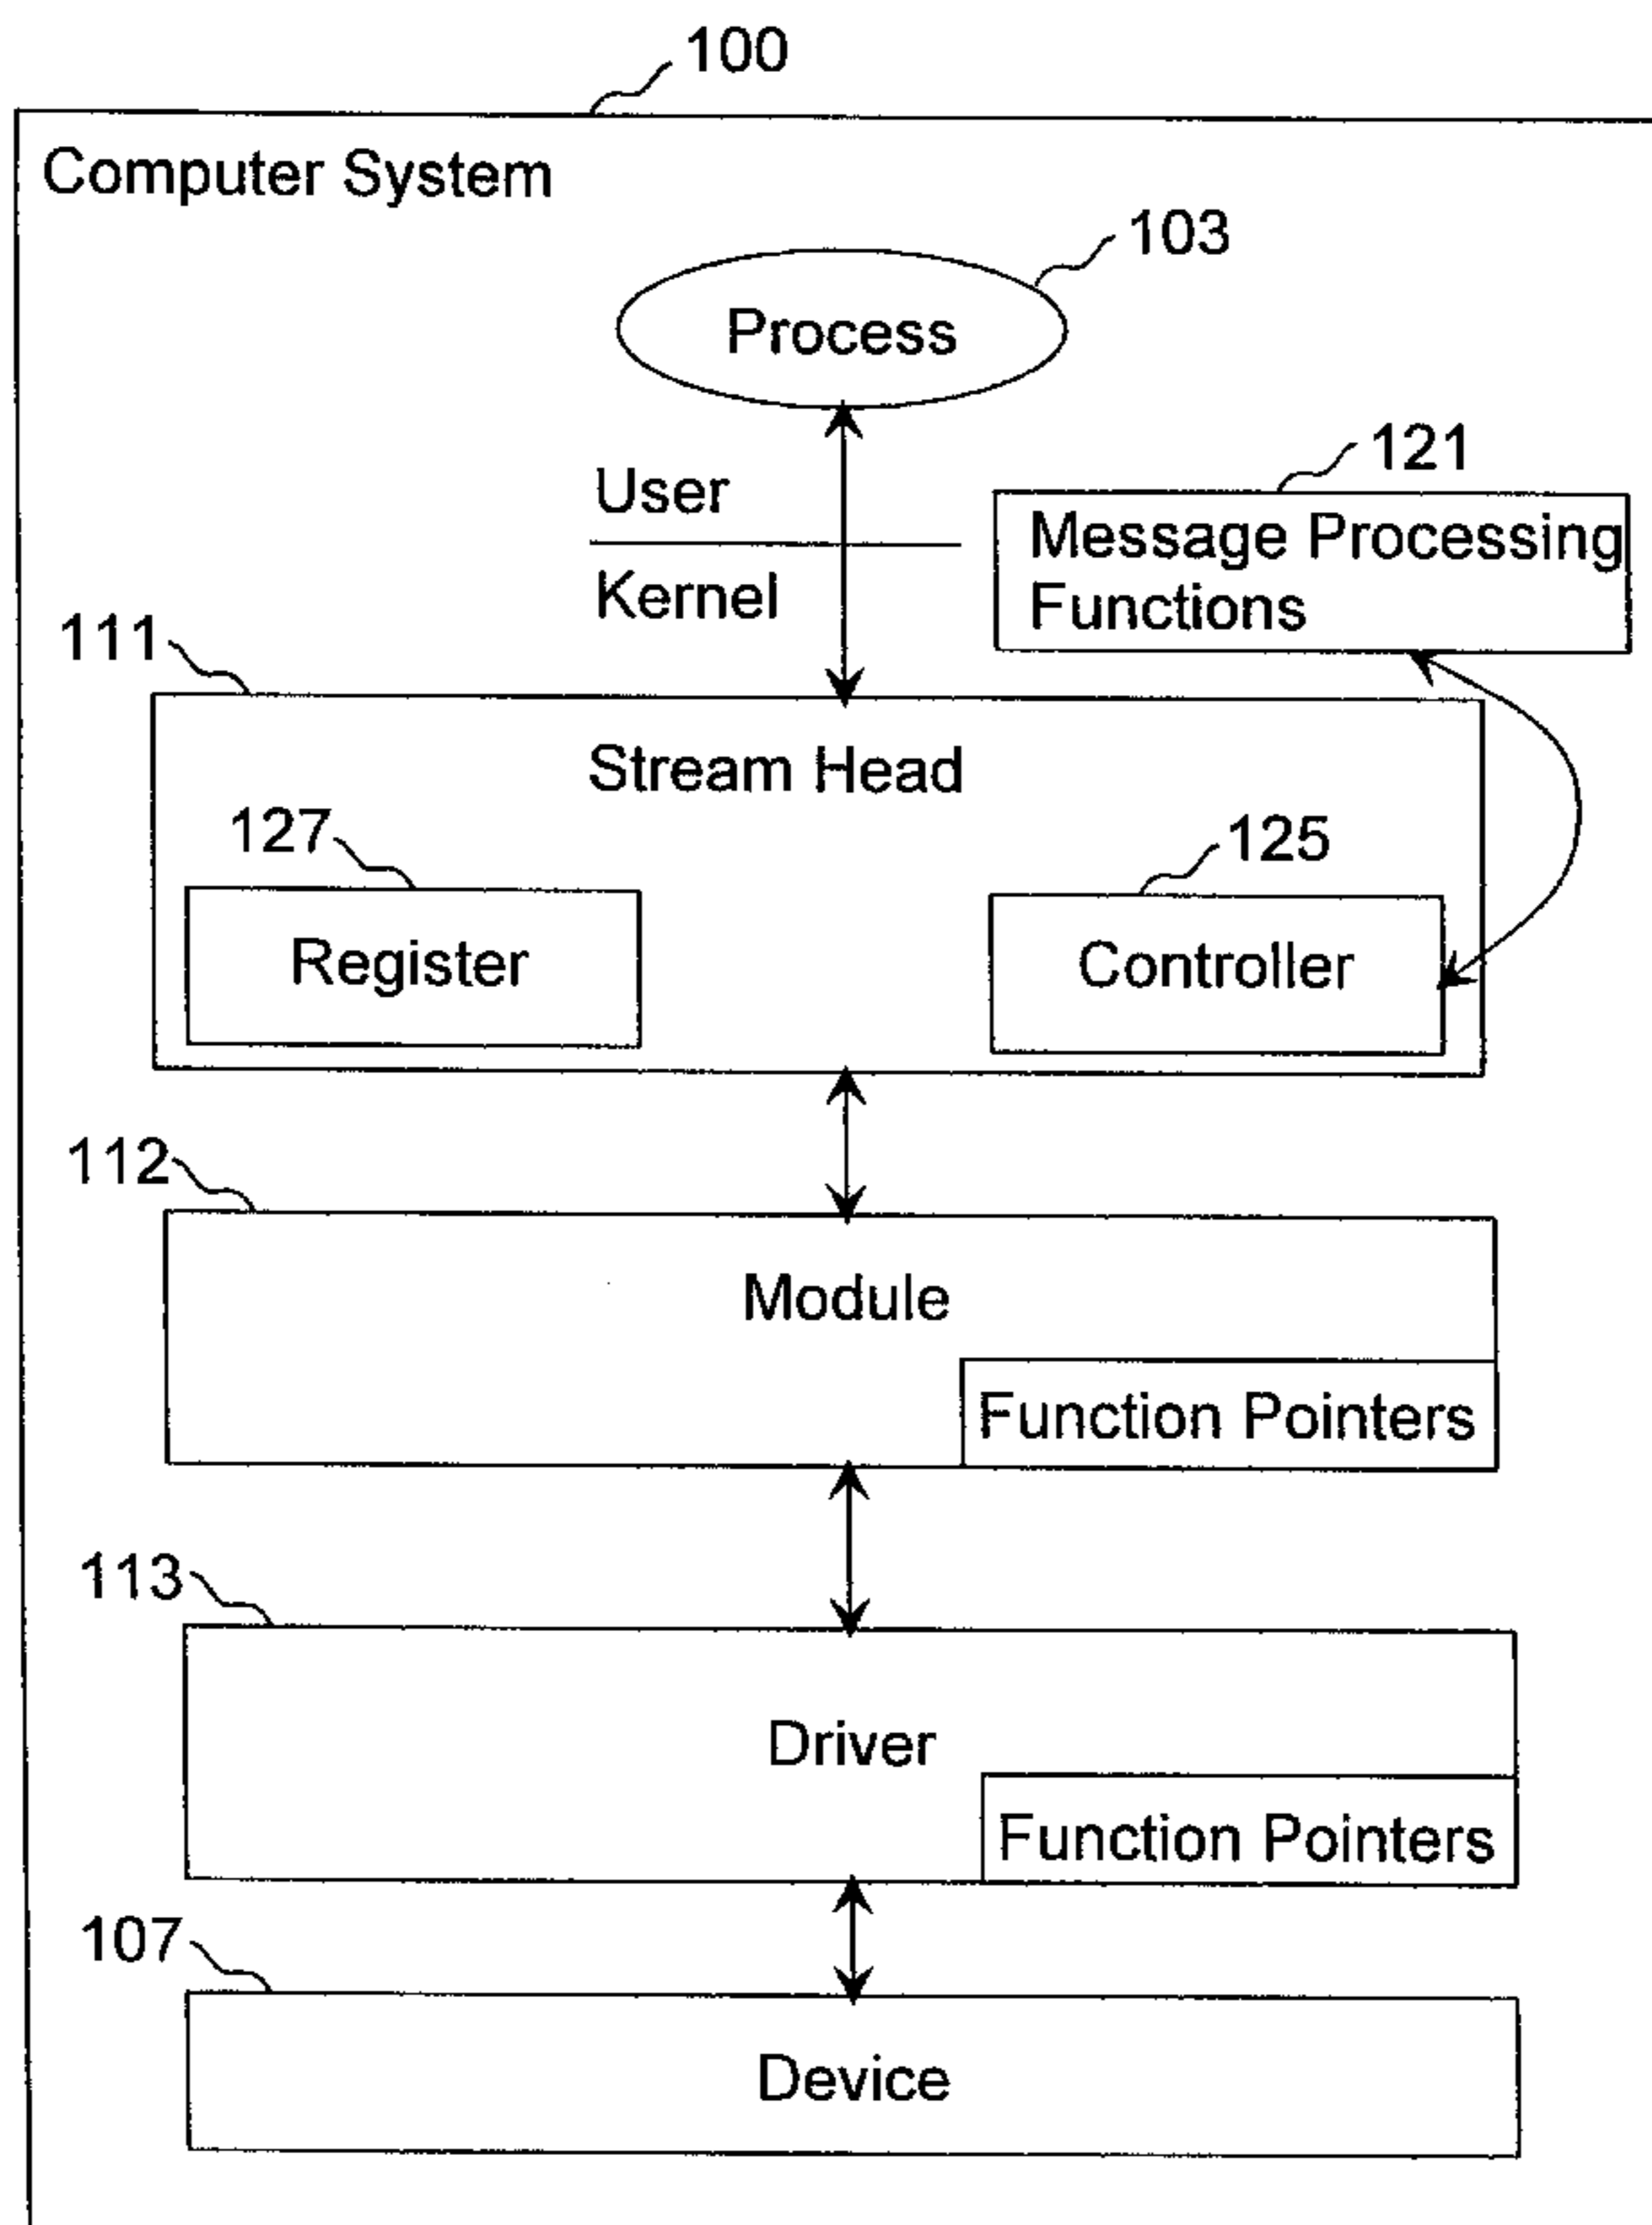 100
Computer System
103
Process
121
User
Message Processing
Functions
Kernel
111
Stream Head
127
125
Register
Controller
112
Module
Function Pointers
113
Driver
Function Pointers
107
Device